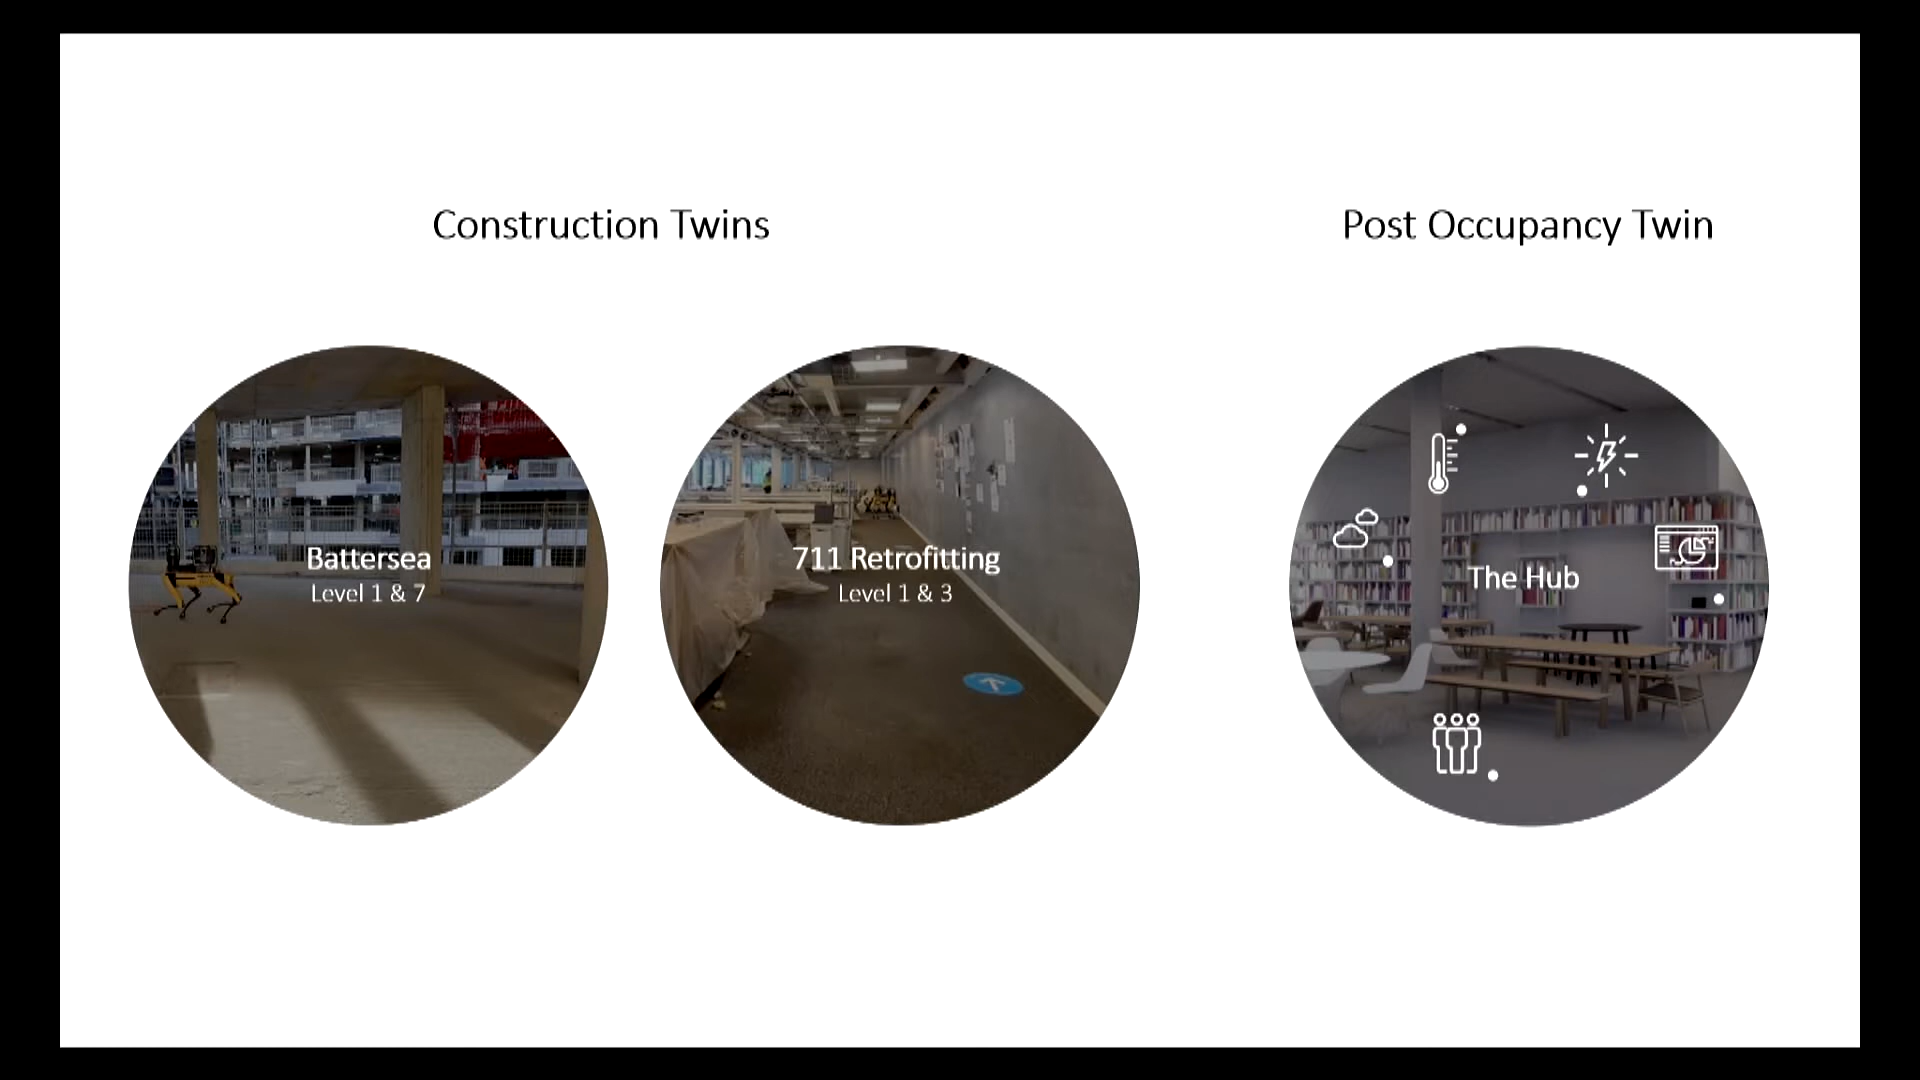 Construction Twins
Post Occupancy Twin
Battersea
Level 1 & 7
711 Retrofitting
Level 1 & 3
The Hub